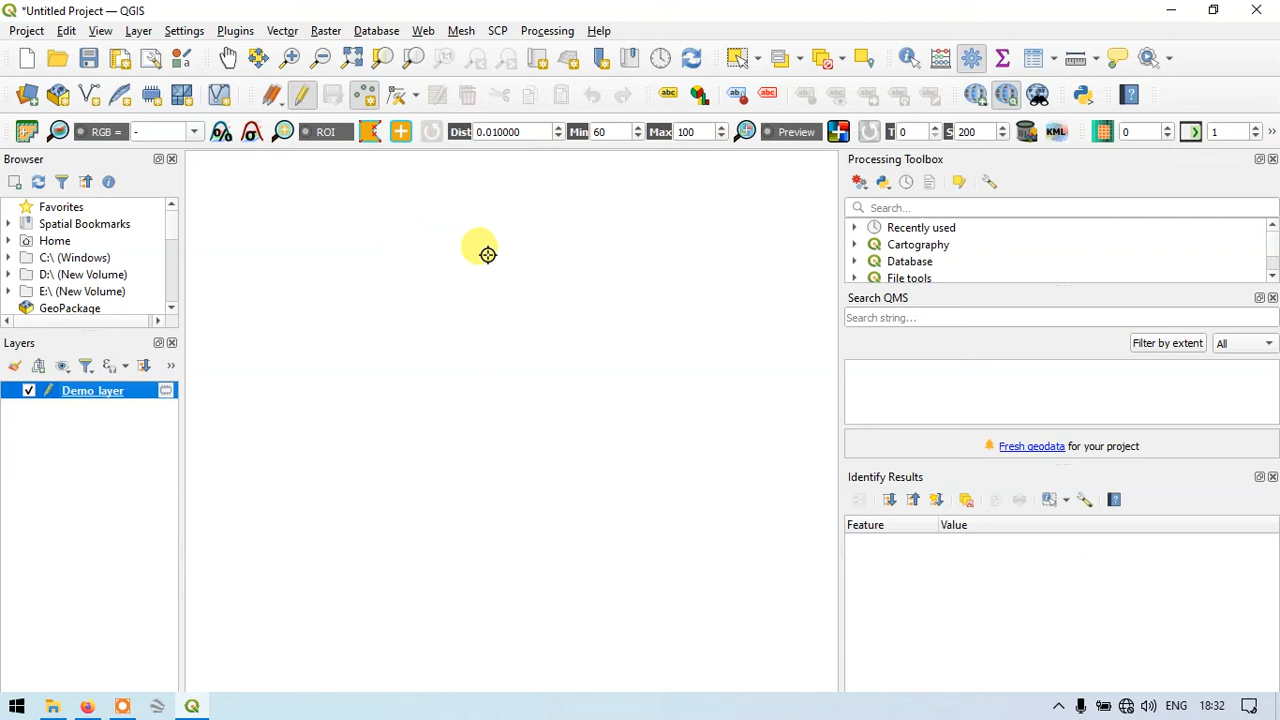 *Untitled Project — QGIS
Project Edit View Layer Settings Plugins Vector Raster Database Web Mesh SCP Processing Help
RGB = - ROI Dist 0.010000 Min 60 Max 100 Preview T 0 S 200 KML 0 1 »
Browser
Favorites
Spatial Bookmarks
Home
C:\ (Windows)
D:\ (New Volume)
E:\ (New Volume)
GeoPackage
Layers
»
Demo layer
Processing Toolbox
Search...
Recently used
Cartography
Database
File tools
Search QMS
Search string...
Filter by extent All
Fresh geodata for your project
Identify Results
Feature Value
ENG 18:32